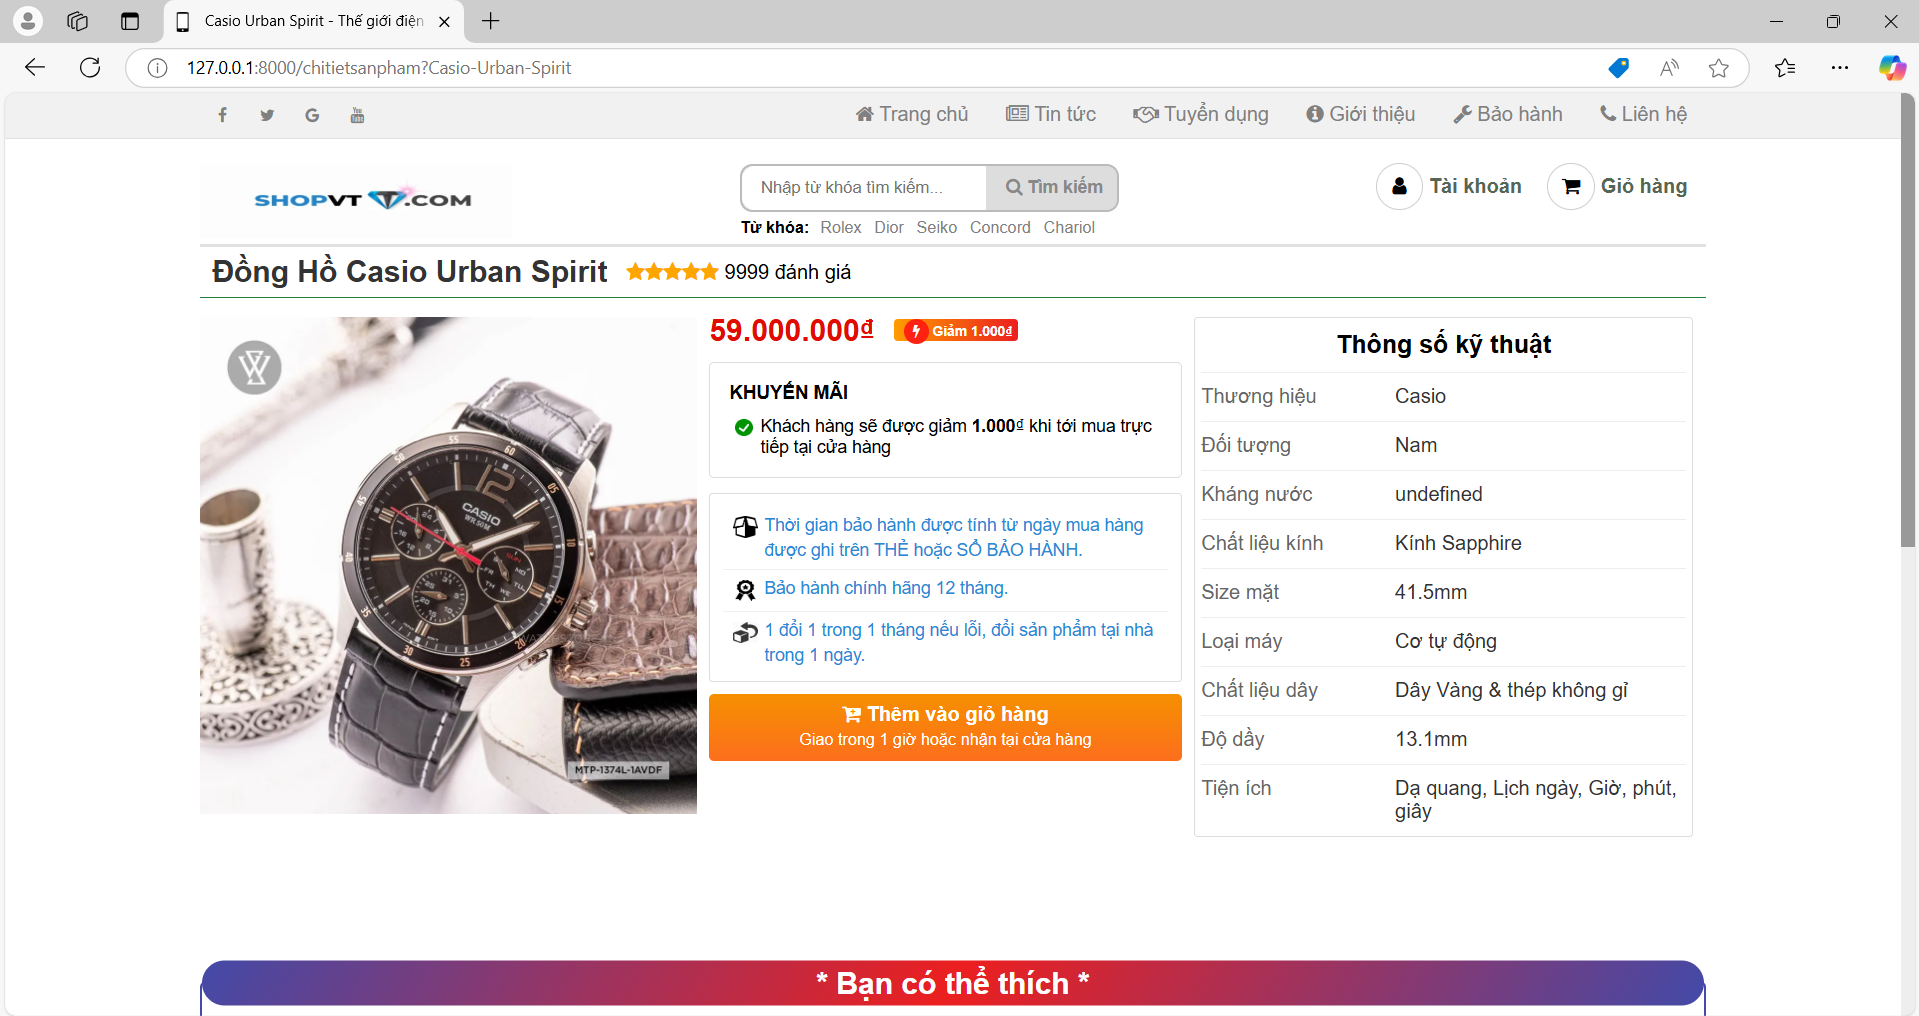 Casio Urban Spirit - Thế giới điện
127.0.0.1:8000/chitietsanpham?Casio-Urban-Spirit
Trang chủ Tin tức Tuyển dụng Giới thiệu Bảo hành Liên hệ
SHOPVT .COM
Nhập từ khóa tìm kiếm... Tìm kiếm
Tài khoản Giỏ hàng
Từ khóa: Rolex Dior Seiko Concord Chariol
Đồng Hồ Casio Urban Spirit 9999 đánh giá
59.000.000₫ Giảm 1.000₫
KHUYẾN MÃI
Khách hàng sẽ được giảm 1.000₫ khi tới mua trực
tiếp tại cửa hàng
Thời gian bảo hành được tính từ ngày mua hàng
được ghi trên THẺ hoặc SỔ BẢO HÀNH.
Bảo hành chính hãng 12 tháng.
1 đổi 1 trong 1 tháng nếu lỗi, đổi sản phẩm tại nhà
trong 1 ngày.
Thêm vào giỏ hàng
Giao trong 1 giờ hoặc nhận tại cửa hàng
CASIO
WR50M
MTP-1374L-1AVDF
Thông số kỹ thuật
Thương hiệu Casio
Đối tượng Nam
Kháng nước undefined
Chất liệu kính Kính Sapphire
Size mặt 41.5mm
Loại máy Cơ tự động
Chất liệu dây Dây Vàng & thép không gỉ
Độ dầy 13.1mm
Tiện ích Dạ quang, Lịch ngày, Giờ, phút,
giây
* Bạn có thể thích *